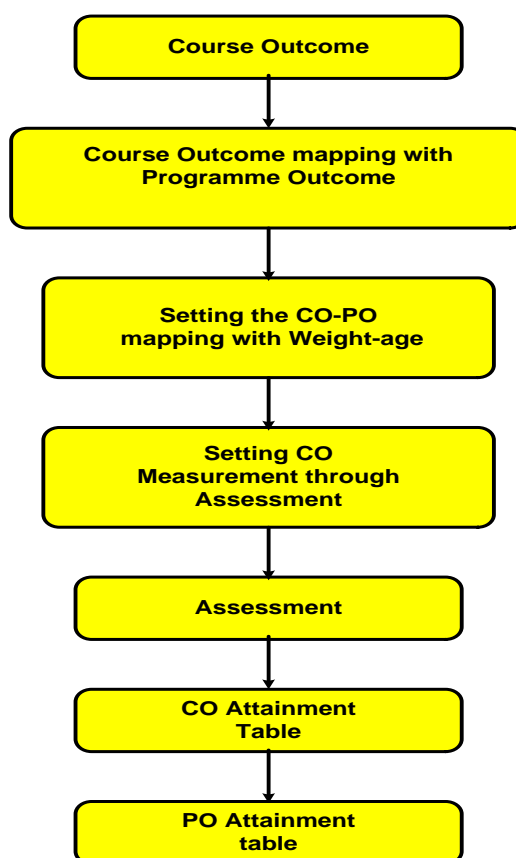 Course Outcome
Course Outcome mapping with
Programme Outcome
Setting the CO-PO
mapping with Weight-age
Setting CO
Measurement through
Assessment
Assessment
CO Attainment
Table
PO Attainment
table